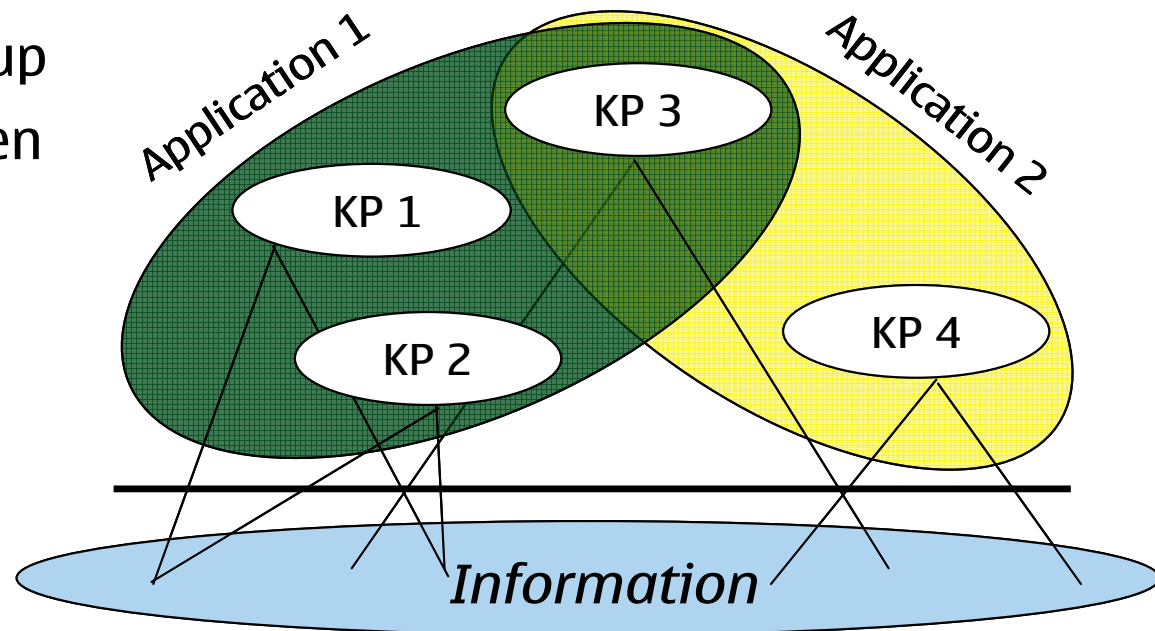 up
en
Application 1
Application 2
KP 3
KP 1
KP 4
KP 2
Information